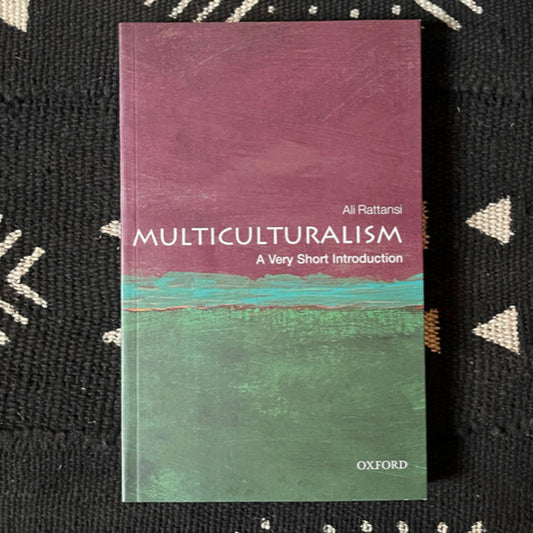 Ali Rattansi
MULTICULTURALISM
A Very Short Introduction
OXFORD